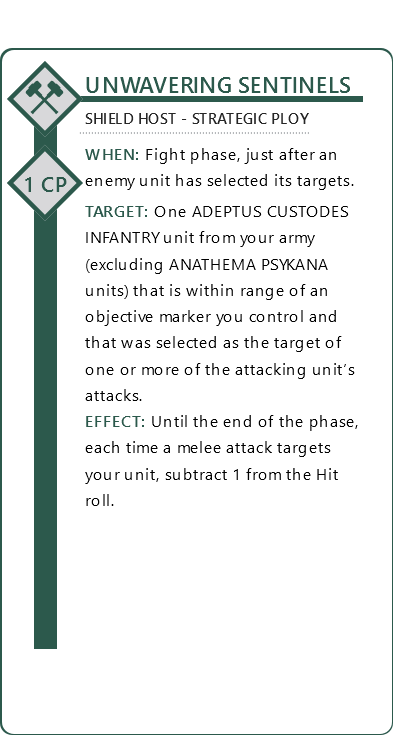 UNWAVERING SENTINELS
SHIELD HOST - STRATEGIC PLOY
1 CP
WHEN: Fight phase, just after an
enemy unit has selected its targets.
TARGET: One ADEPTUS CUSTODES
INFANTRY unit from your army
(excluding ANATHEMA PSYKANA
units) that is within range of an
objective marker you control and
that was selected as the target of
one or more of the attacking unit's
attacks.
EFFECT: Until the end of the phase,
each time a melee attack targets
your unit, subtract 1 from the Hit
roll.